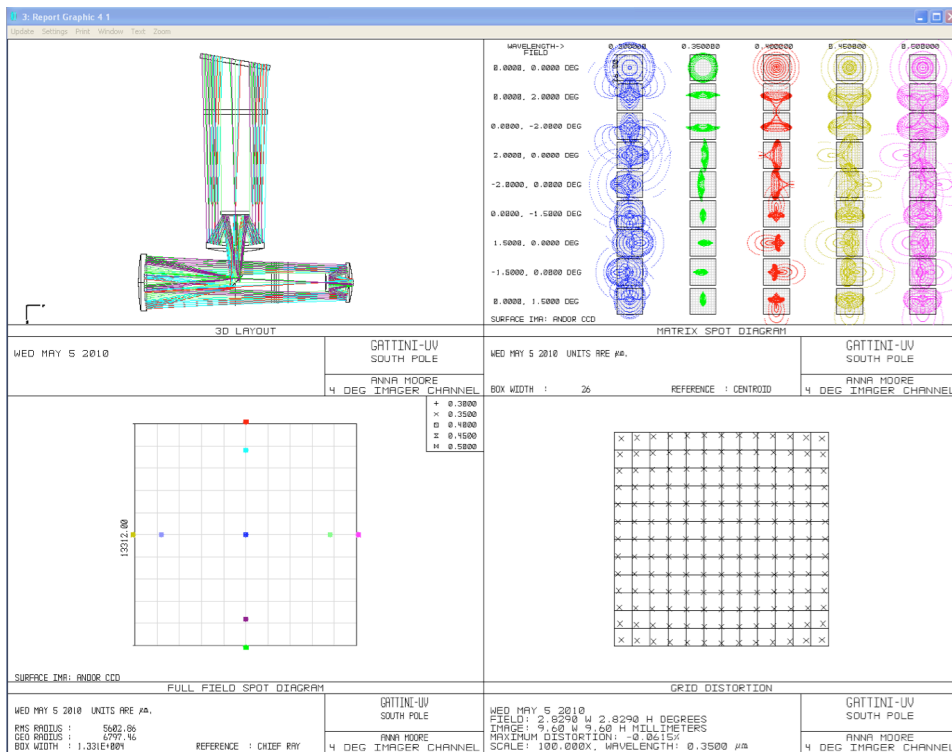 3: Report Graphic 4 1
Update Settings Print Window Text Zoom
WAVELENGTH->
FIELD
0.350000 0.400000 0.450000 0.500000
0.0000, 0.0000 DEG
0.0000, 2.0000 DEG
0.0000, -2.0000 DEG
2.0000, 0.0000 DEG
-2.0000, 0.0000 DEG
0.0000, -1.5000 DEG
1.5000, 0.0000 DEG
-1.5000, 0.0000 DEG
0.0000, 1.5000 DEG
SURFACE IMA: ANDOR CCD
3D LAYOUT
MATRIX SPOT DIAGRAM
WED MAY 5 2010
GATTINI-UV
SOUTH POLE
ANNA MOORE
4 DEG IMAGER CHANNEL
WED MAY 5 2010 UNITS ARE µm.
BOX WIDTH : 26 REFERENCE : CENTROID
GATTINI-UV
SOUTH POLE
ANNA MOORE
4 DEG IMAGER CHANNEL
+ 0.3000
× 0.3500
0.4000
0.4500
0.5000
13312.00
SURFACE IMA: ANDOR CCD
FULL FIELD SPOT DIAGRAM
GRID DISTORTION
WED MAY 5 2010 UNITS ARE µm.
RMS RADIUS : 5602.86
GEO RADIUS : 6797.46
BOX WIDTH : 1.331E+004 REFERENCE : CHIEF RAY
GATTINI-UV
SOUTH POLE
ANNA MOORE
4 DEG IMAGER CHANNEL
WED MAY 5 2010
FIELD: 2.8290 W 2.8290 H DEGREES
IMAGE: 9.60 W 9.60 H MILLIMETERS
MAXIMUM DISTORTION: -0.0615%
SCALE: 100.000X, WAVELENGTH: 0.3500 µm
GATTINI-UV
SOUTH POLE
ANNA MOORE
4 DEG IMAGER CHANNEL